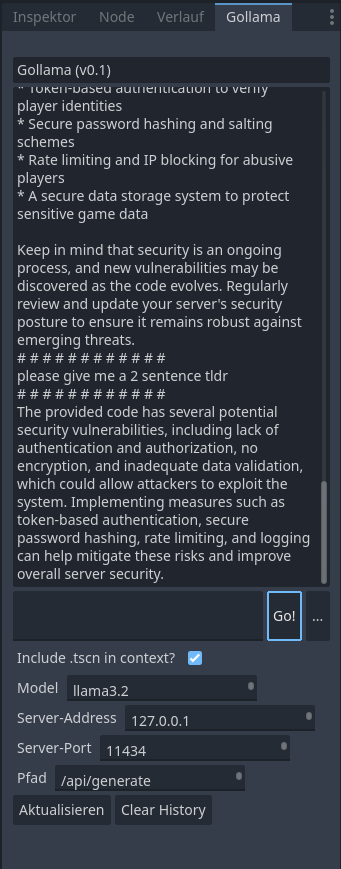 Inspektor Node Verlauf Gollama
Gollama (v0.1)
* Token-based authentication to verify
player identities
* Secure password hashing and salting
schemes
* Rate limiting and IP blocking for abusive
players
* A secure data storage system to protect
sensitive game data
Keep in mind that security is an ongoing
process, and new vulnerabilities may be
discovered as the code evolves. Regularly
review and update your server's security
posture to ensure it remains robust against
emerging threats.
# # # # # # # # # # # #
please give me a 2 sentence tldr
# # # # # # # # # # # #
The provided code has several potential
security vulnerabilities, including lack of
authentication and authorization, no
encryption, and inadequate data validation,
which could allow attackers to exploit the
system. Implementing measures such as
token-based authentication, secure
password hashing, rate limiting, and logging
can help mitigate these risks and improve
overall server security.
Go! ...
Include .tscn in context?
Model llama3.2
Server-Address 127.0.0.1
Server-Port 11434
Pfad /api/generate
Aktualisieren Clear History